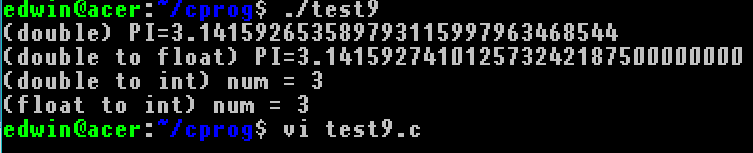 edwin@acer:~/cprog$ ./test9
(double) PI=3.141592653589793115997963468544
(double to float) PI=3.141592741012573242187500000000
(double to int) num = 3
(float to int) num = 3
edwin@acer:~/cprog$ vi test9.c